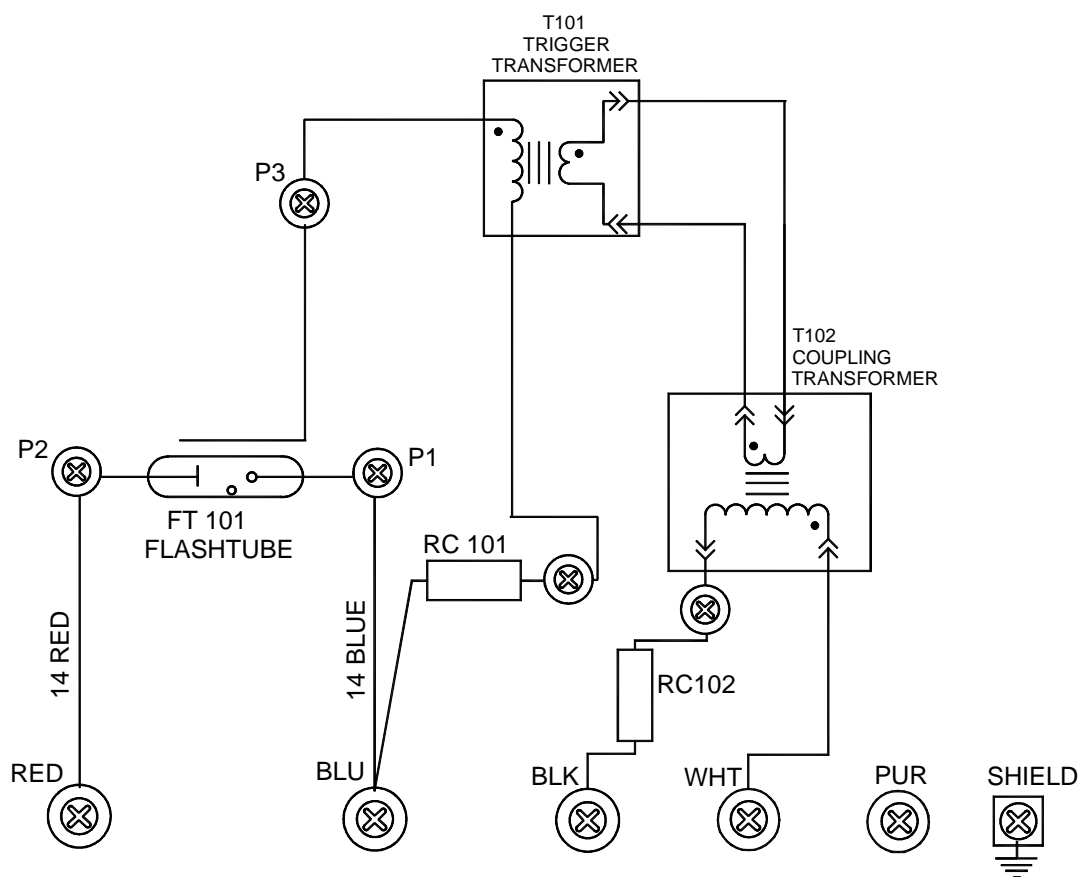 T101
TRIGGER
TRANSFORMER
P3
T102
COUPLING
TRANSFORMER
P2
P1
FT 101
FLASHTUBE
RC 101
14 RED
14 BLUE
RC102
RED
BLU
BLK
WHT
PUR
SHIELD